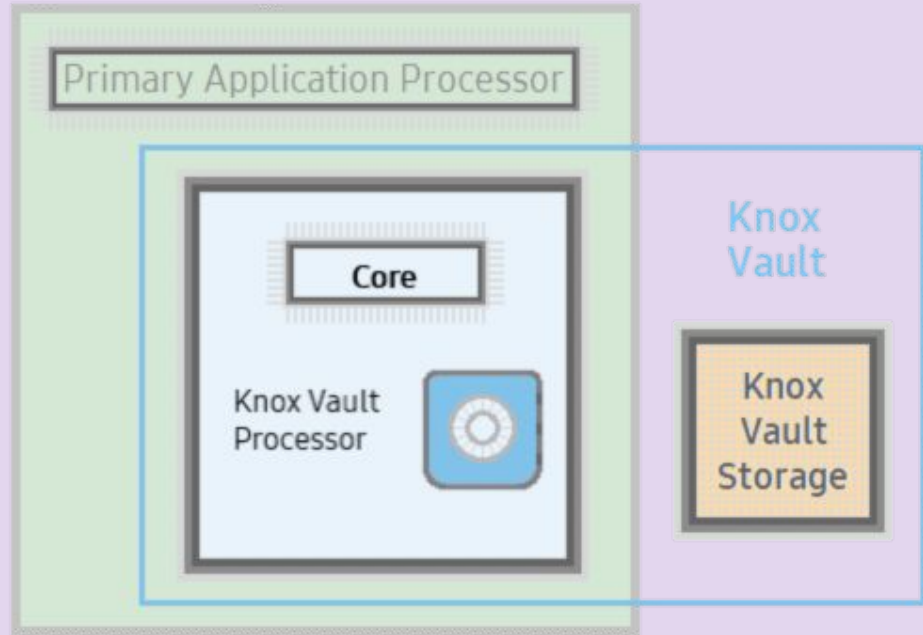 Primary Application Processor
Knox
Vault
Core
Knox Vault
Processor
Knox
Vault
Storage